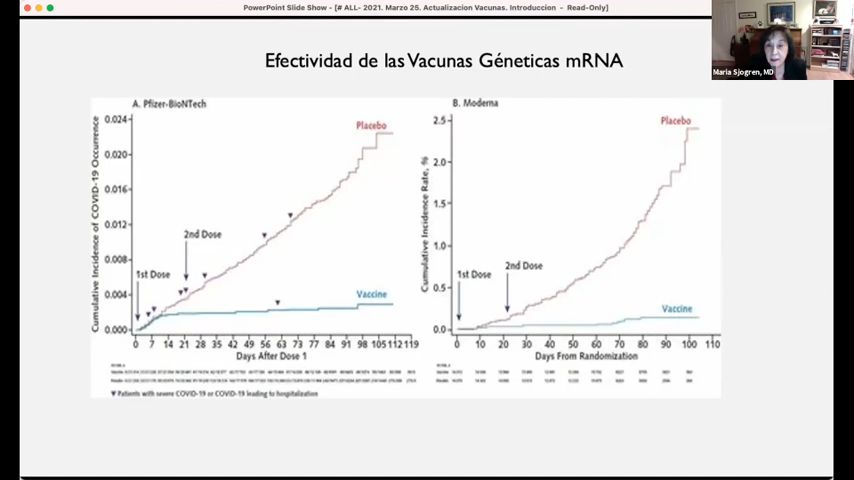 PowerPoint Slide Show - [# ALL- 2021. Marzo 25. Actualizacion Vacunas. Introduccion - Read-Only]
Maria Sjogren, MD
Efectividad de las Vacunas Géneticas mRNA
A. Pfizer-BioNTech
Cumulative Incidence of COVID-19 Occurrence
0.024
0.020
0.016
0.012
0.008
0.004
0.000
Placebo
2nd Dose
1st Dose
Vaccine
0 7 14 21 28 35 42 49 56 63 70 77 84 91 98 105 112 119
Days After Dose 1
▼ Patients with severe COVID-19 or COVID-19 leading to hospitalization
B. Moderna
Cumulative Incidence Rate, %
2.5
2.0
1.5
1.0
0.5
0.0
Placebo
1st Dose
2nd Dose
Vaccine
0 10 20 30 40 50 60 70 80 90 100 110
Days From Randomization